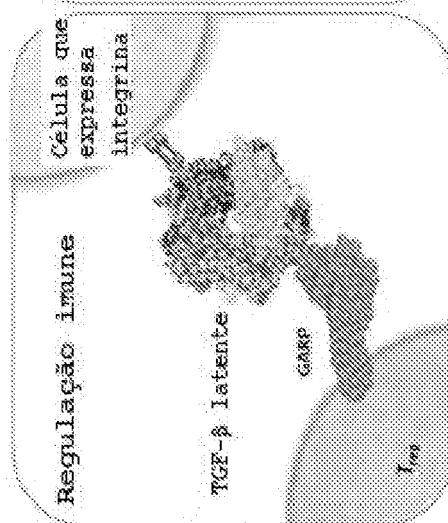 Regulação imune
Célula que
expressa
integrina
TGF-β latente
GARP
Treg